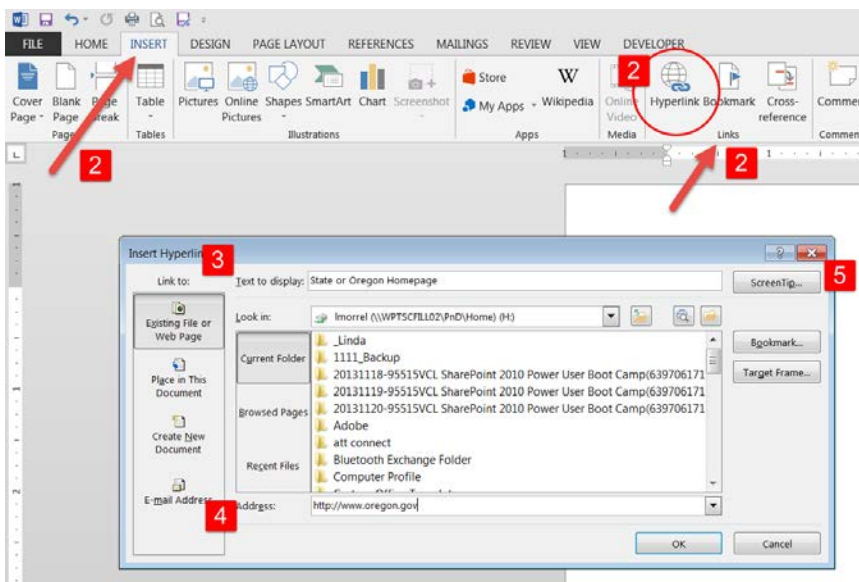 FILE HOME INSERT DESIGN PAGE LAYOUT REFERENCES MAILINGS REVIEW VIEW DEVELOPER
Cover Page Blank Page Page Break Table Pictures Online Pictures Shapes SmartArt Chart Screenshot Store My Apps W Wikipedia Online Video Hyperlink Bookmark Cross-reference
Tables Illustrations Apps Media Links
2
2
2
Insert Hyperlink
3
Link to:
Text to display: State or Oregon Homepage
ScreenTip...
5
Existing File or Web Page
Look in: lmorrel (\\WPTSCFILL02\PnD\Home) (H:)
Bookmark...
Target Frame...
Place in This Document
Create New Document
E-mail Address
Current Folder
Browsed Pages
Recent Files
_Linda
1111_Backup
20131118-95515VCL SharePoint 2010 Power User Boot Camp(639706171
20131119-95515VCL SharePoint 2010 Power User Boot Camp(639706171
20131120-95515VCL SharePoint 2010 Power User Boot Camp(639706171
Adobe
att connect
Bluetooth Exchange Folder
Computer Profile
4
Address: http://www.oregon.gov
OK Cancel